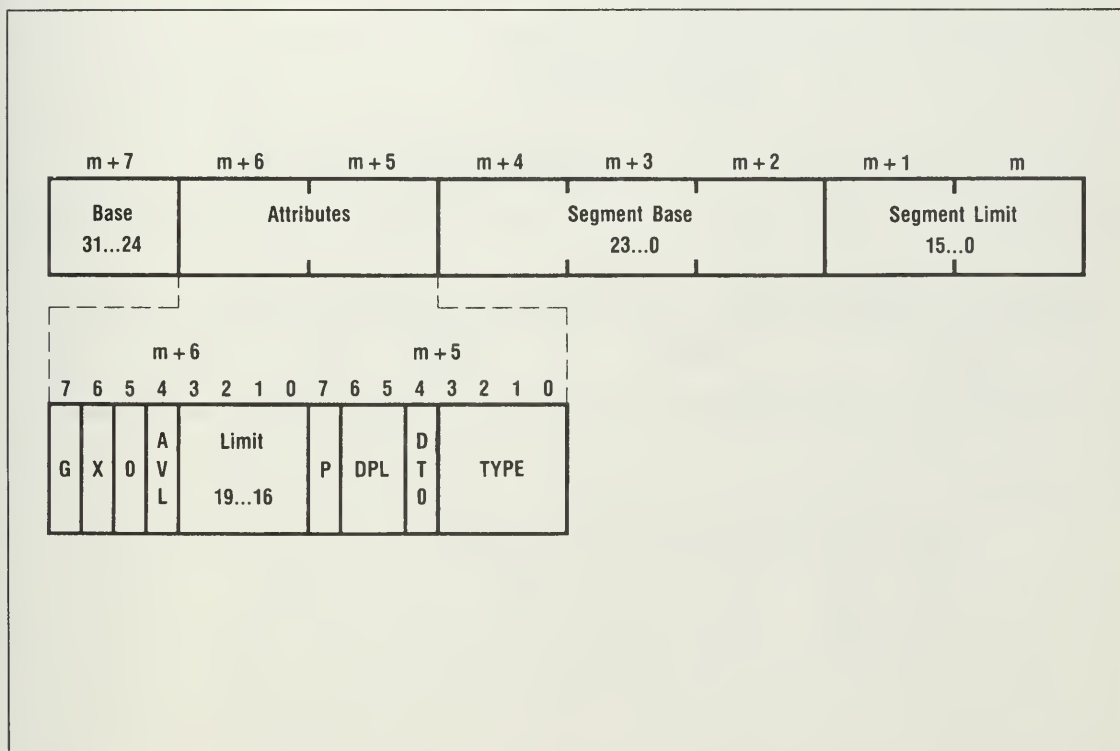 m + 7 m + 6 m + 5 m + 4 m + 3 m + 2 m + 1 m
Base Attributes Segment Base Segment Limit
31...24 23...0 15...0
m + 6 m + 5
7 6 5 4 3 2 1 0 7 6 5 4 3 2 1 0
G X 0 AVL Limit P DPL DT0 TYPE
19...16